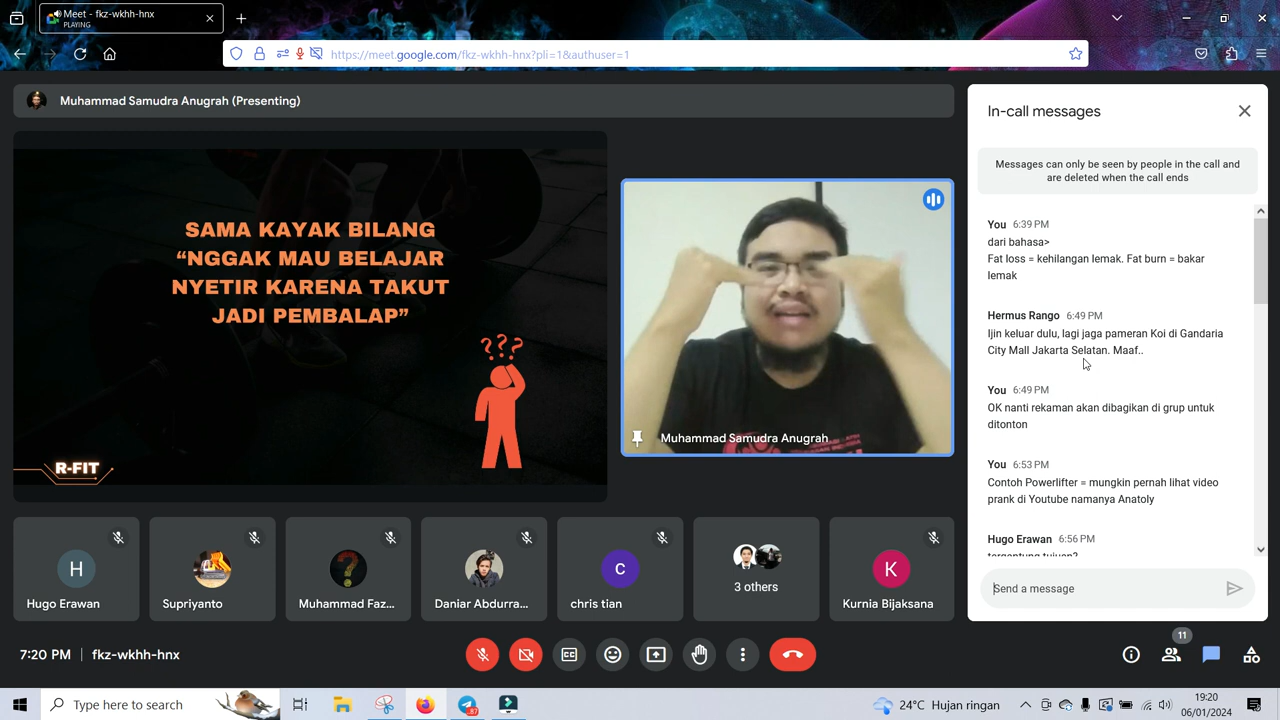 Meet - fkz-wkhh-hnx
PLAYING
https://meet.google.com/fkz-wkhh-hnx?pli=1&authuser=1
Muhammad Samudra Anugrah (Presenting)
SAMA KAYAK BILANG
“NGGAK MAU BELAJAR
NYETIR KARENA TAKUT
JADI PEMBALAP”
???
R-FIT
Muhammad Samudra Anugrah
In-call messages
Messages can only be seen by people in the call and
are deleted when the call ends
You 6:39 PM
dari bahasa>
Fat loss = kehilangan lemak. Fat burn = bakar
lemak
Hermus Rango 6:49 PM
Ijin keluar dulu, lagi jaga pameran Koi di Gandaria
City Mall Jakarta Selatan. Maaf..
You 6:49 PM
OK nanti rekaman akan dibagikan di grup untuk
ditonton
You 6:53 PM
Contoh Powerlifter = mungkin pernah lihat video
prank di Youtube namanya Anatoly
Hugo Erawan 6:56 PM
tergantung tujuan?
Send a message
H
Hugo Erawan
Supriyanto
?
Muhammad Faz...
Daniar Abdurra...
c
chris tian
3 others
K
Kurnia Bijaksana
7:20 PM | fkz-wkhh-hnx
11
Type here to search
87
24°C Hujan ringan
19:20
06/01/2024